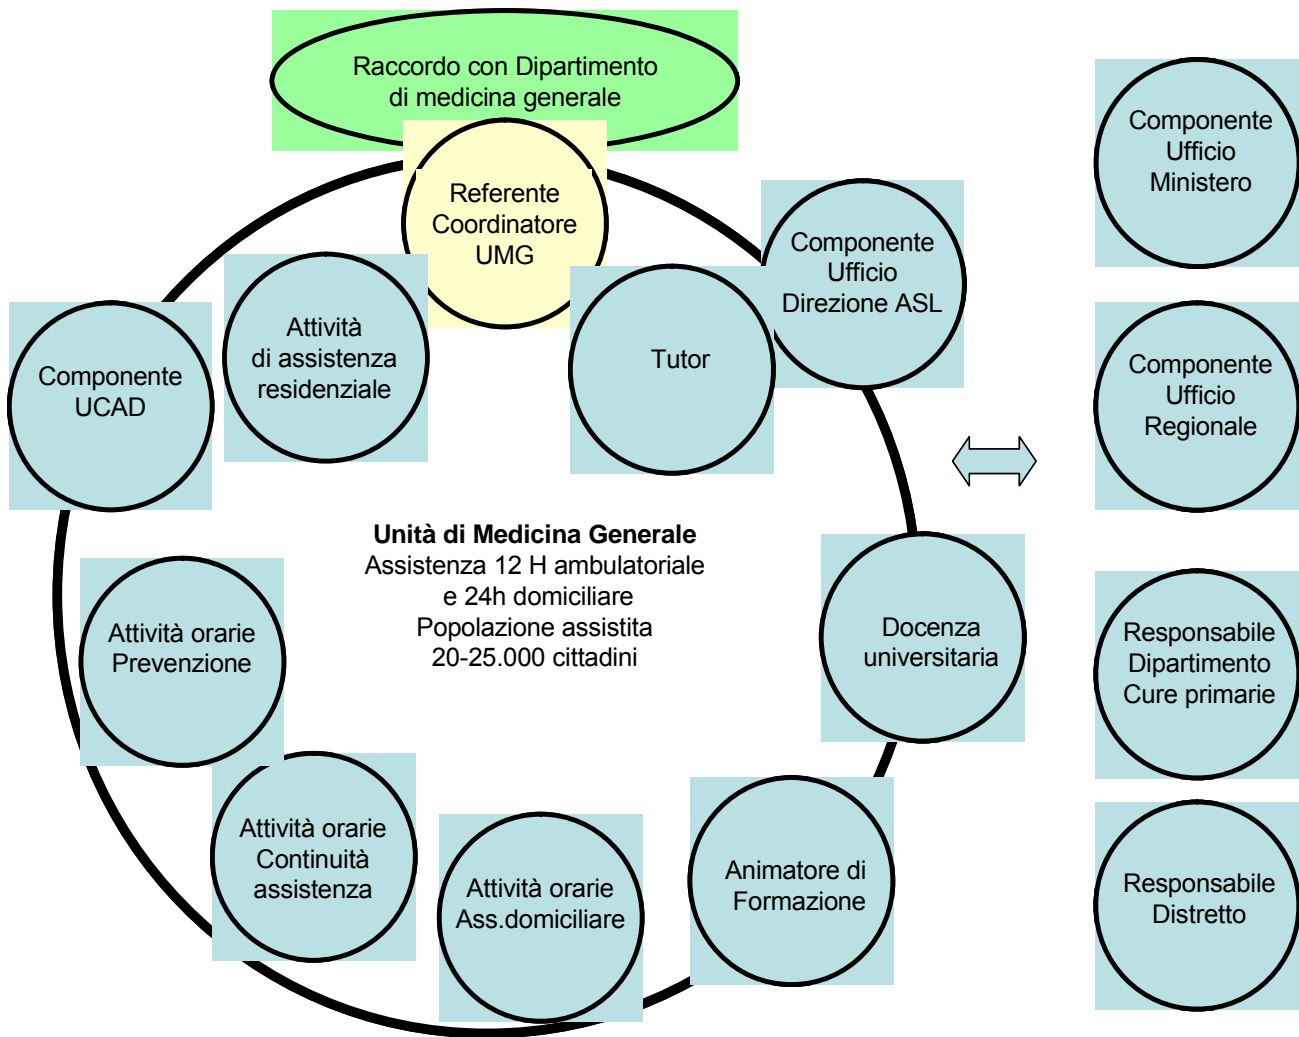 Raccordo con Dipartimento
di medicina generale
Referente
Coordinatore
UMG
Componente
Ufficio
Direzione ASL
Attività
di assistenza
residenziale
Tutor
Componente
UCAD
Unità di Medicina Generale
Assistenza 12 H ambulatoriale
e 24h domiciliare
Popolazione assistita
20-25.000 cittadini
Attività orarie
Prevenzione
Docenza
universitaria
Attività orarie
Continuità
assistenza
Attività orarie
Ass.domiciliare
Animatore di
Formazione
Componente
Ufficio
Ministero
Componente
Ufficio
Regionale
Responsabile
Dipartimento
Cure primarie
Responsabile
Distretto